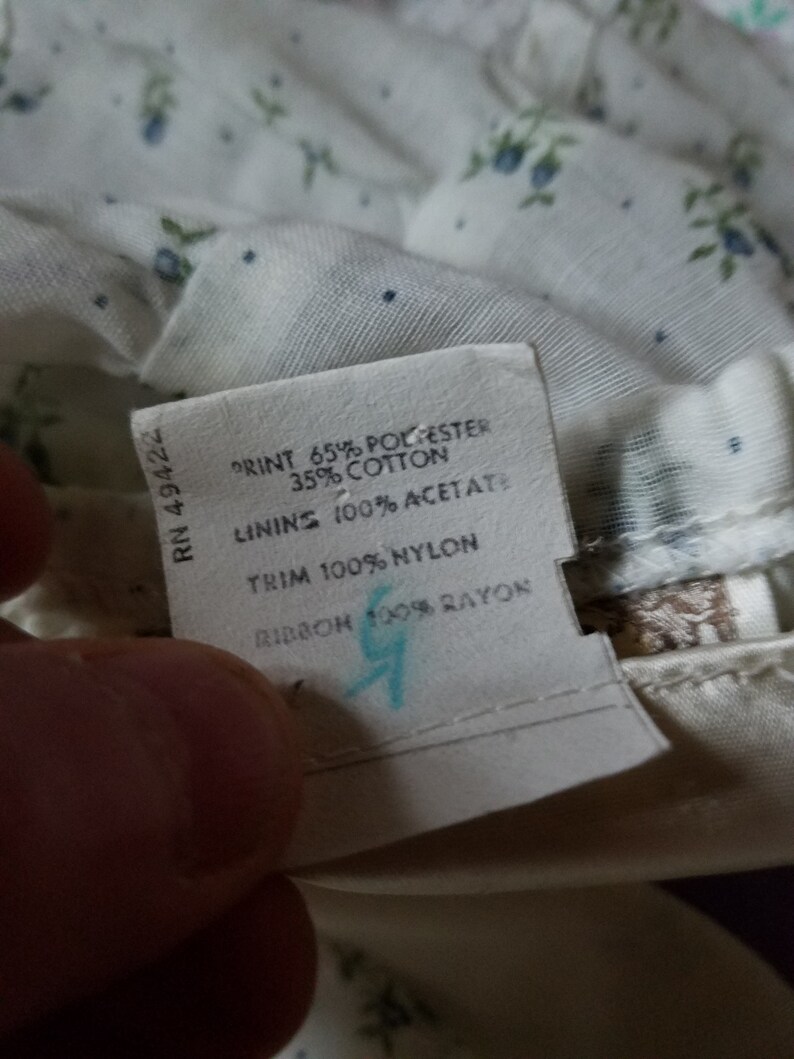 RN 49422
PRINT 65% POLYESTER
35% COTTON
LINING 100% ACETATE
TRIM 100% NYLON
RIBBON 100% RAYON